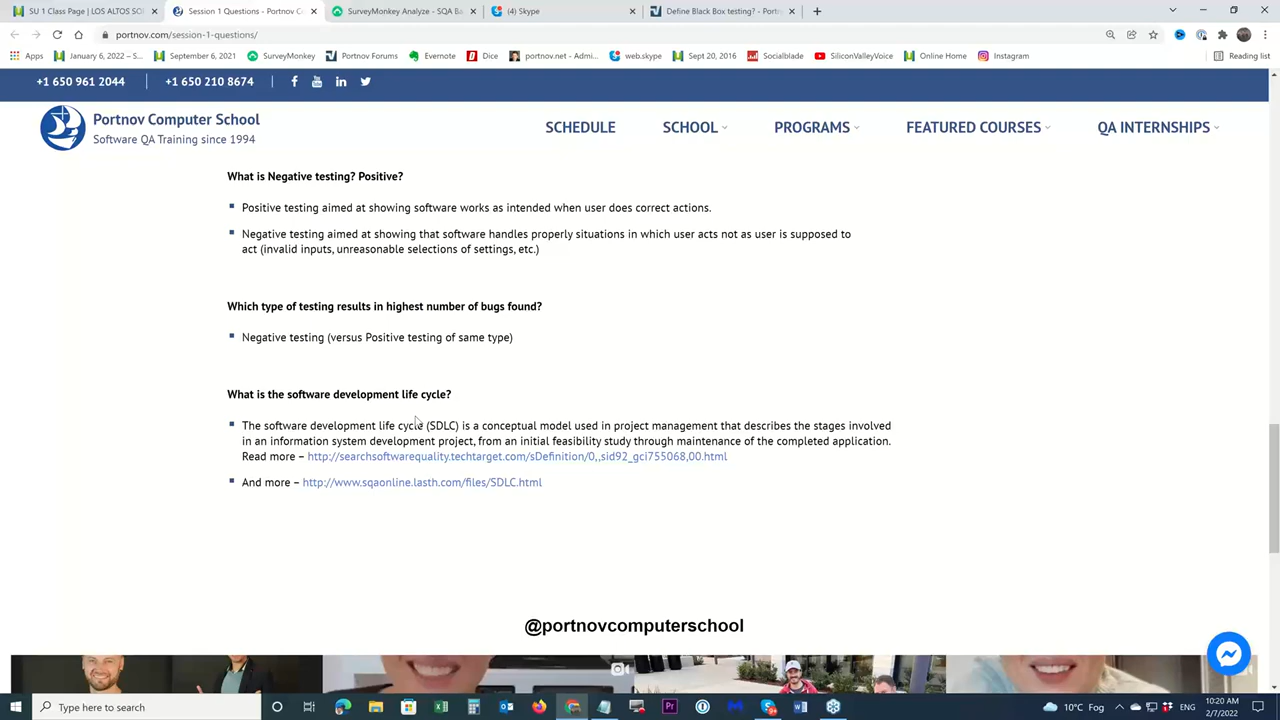 SU 1 Class Page | LOS ALTOS SOF
Session 1 Questions - Portnov Co
SurveyMonkey Analyze - SQA Ba
(4) Skype
Define Black Box testing? - Portn
portnov.com/session-1-questions/
Apps
January 6, 2022 – S...
September 6, 2021
SurveyMonkey
Portnov Forums
Evernote
Dice
portnov.net - Admi...
web.skype
Sept 20, 2016
Socialblade
SiliconValleyVoice
Online Home
Instagram
Reading list
+1 650 961 2044
+1 650 210 8674
Portnov Computer School
Software QA Training since 1994
SCHEDULE
SCHOOL
PROGRAMS
FEATURED COURSES
QA INTERNSHIPS
What is Negative testing? Positive?
Positive testing aimed at showing software works as intended when user does correct actions.
Negative testing aimed at showing that software handles properly situations in which user acts not as user is supposed to
act (invalid inputs, unreasonable selections of settings, etc.)
Which type of testing results in highest number of bugs found?
Negative testing (versus Positive testing of same type)
What is the software development life cycle?
The software development life cycle (SDLC) is a conceptual model used in project management that describes the stages involved
in an information system development project, from an initial feasibility study through maintenance of the completed application.
Read more – http://searchsoftwarequality.techtarget.com/sDefinition/0,,sid92_gci755068,00.html
And more – http://www.sqaonline.lasth.com/files/SDLC.html
@portnovcomputerschool
Type here to search
10°C Fog
ENG
10:20 AM
2/7/2022